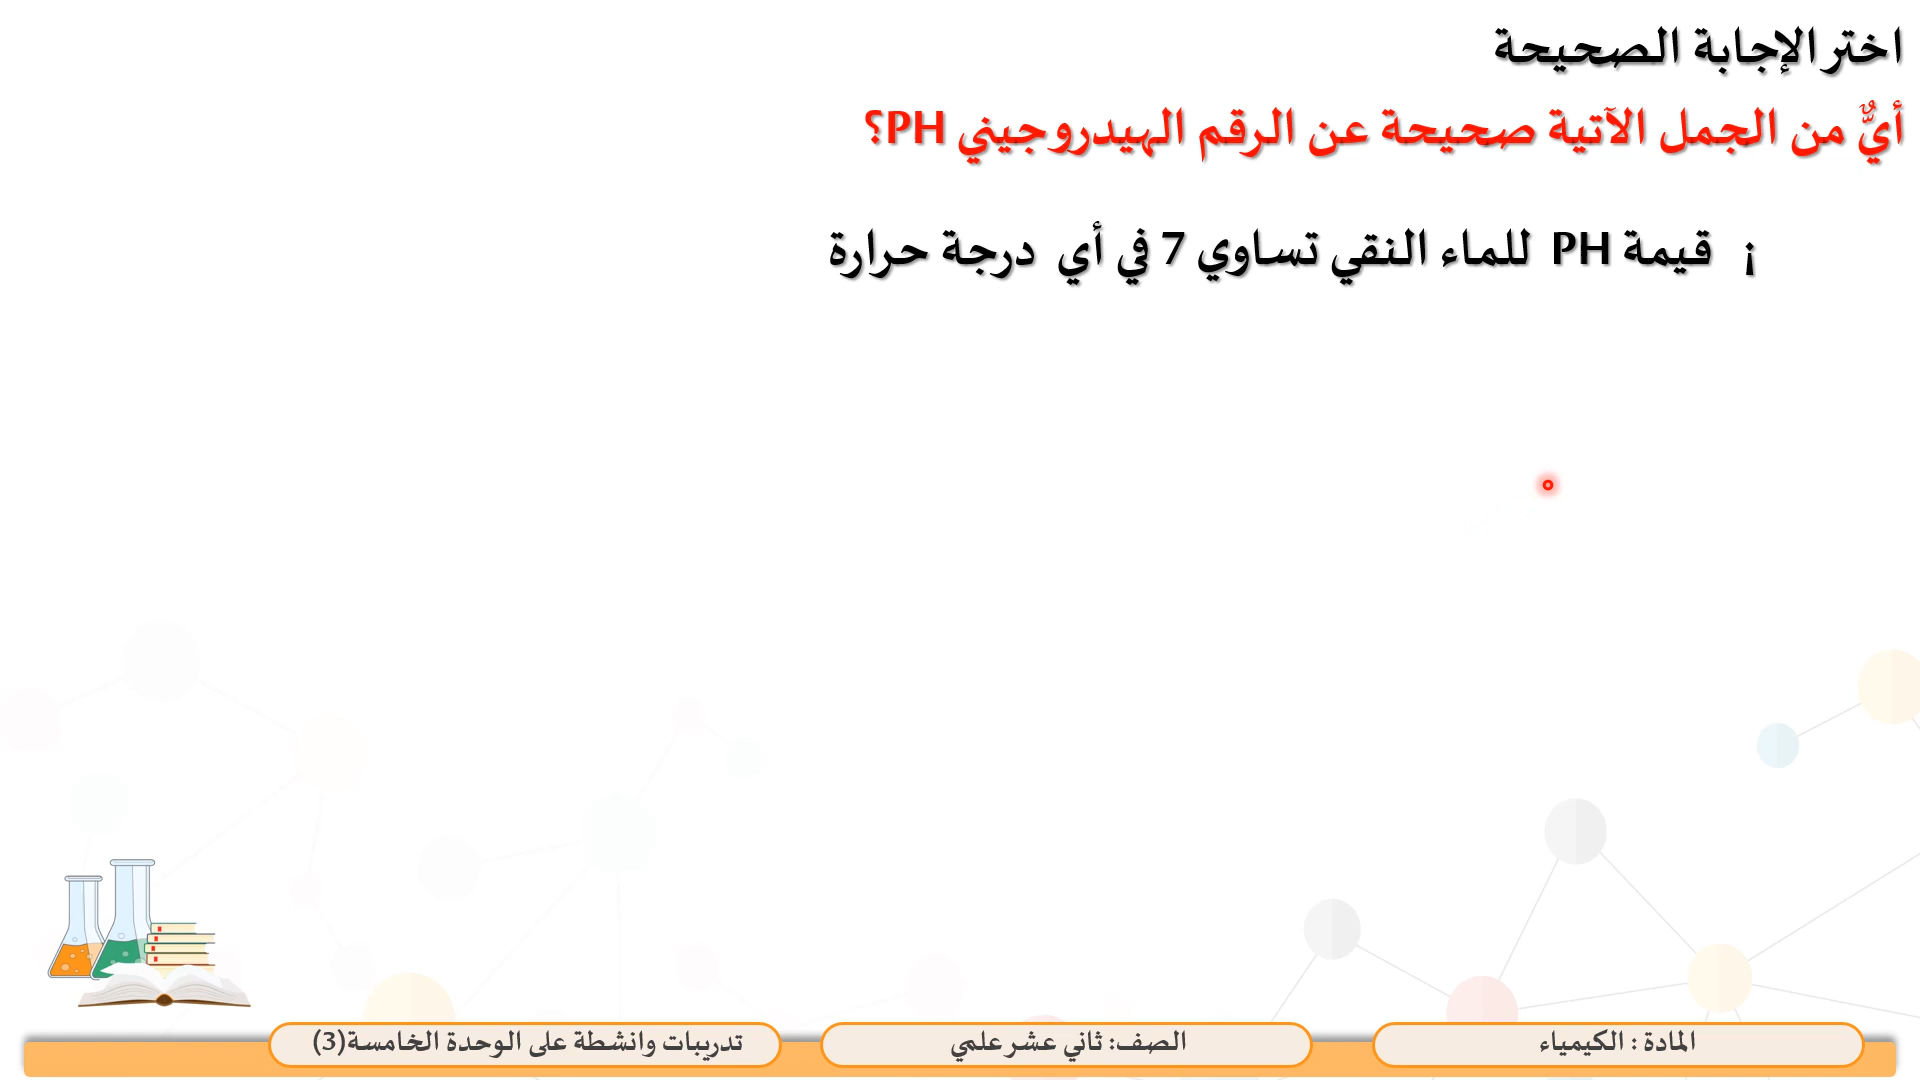 اختر الإجابة الصحيحة
أيٌّ من الجمل الآتية صحيحة عن الرقم الهيدروجيني PH؟
¡ قيمة PH للماء النقي تساوي 7 في أي درجة حرارة
المادة : الكيمياء
الصف: ثاني عشر علمي
تدريبات وانشطة على الوحدة الخامسة(3)